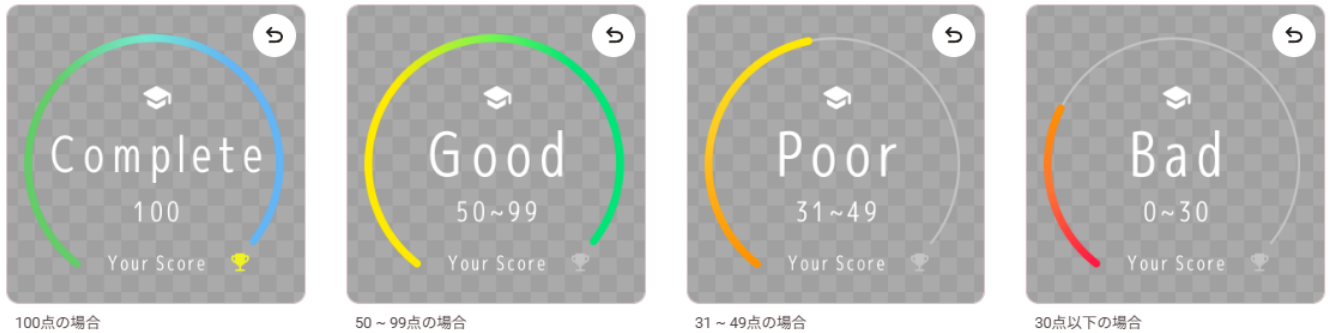 Complete
100
Your Score
100点の場合
Good
50~99
Your Score
50 ~ 99点の場合
Poor
31~49
Your Score
31 ~ 49点の場合
Bad
0~30
Your Score
30点以下の場合